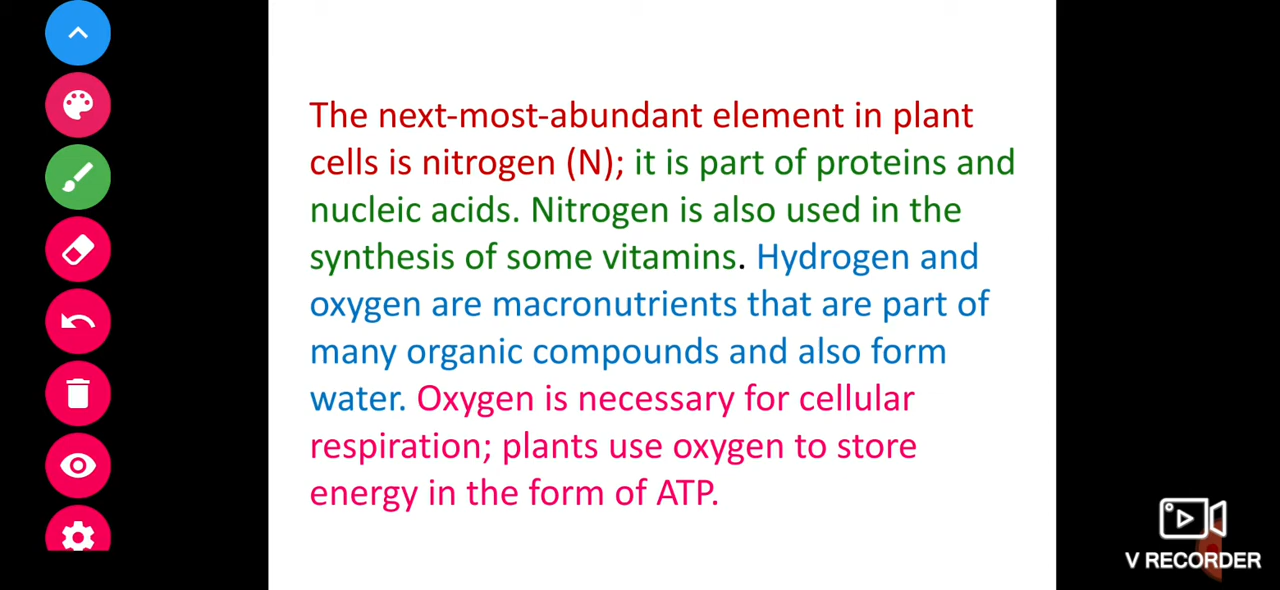 The next-most-abundant element in plant
cells is nitrogen (N); it is part of proteins and
nucleic acids. Nitrogen is also used in the
synthesis of some vitamins. Hydrogen and
oxygen are macronutrients that are part of
many organic compounds and also form
water. Oxygen is necessary for cellular
respiration; plants use oxygen to store
energy in the form of ATP.
V RECORDER